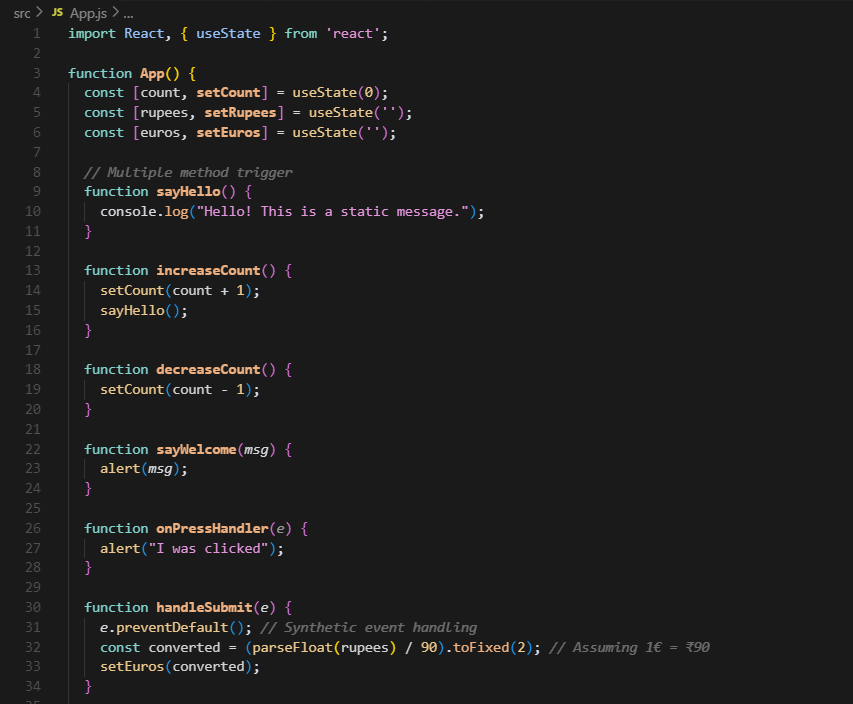 src > JS App.js > ...
1 import React, { useState } from 'react';
2
3 function App() {
4 const [count, setCount] = useState(0);
5 const [rupees, setRupees] = useState('');
6 const [euros, setEuros] = useState('');
7
8 // Multiple method trigger
9 function sayHello() {
10 console.log("Hello! This is a static message.");
11 }
12
13 function increaseCount() {
14 setCount(count + 1);
15 sayHello();
16 }
17
18 function decreaseCount() {
19 setCount(count - 1);
20 }
21
22 function sayWelcome(msg) {
23 alert(msg);
24 }
25
26 function onPressHandler(e) {
27 alert("I was clicked");
28 }
29
30 function handleSubmit(e) {
31 e.preventDefault(); // Synthetic event handling
32 const converted = (parseFloat(rupees) / 90).toFixed(2); // Assuming 1€ = ₹90
33 setEuros(converted);
34 }